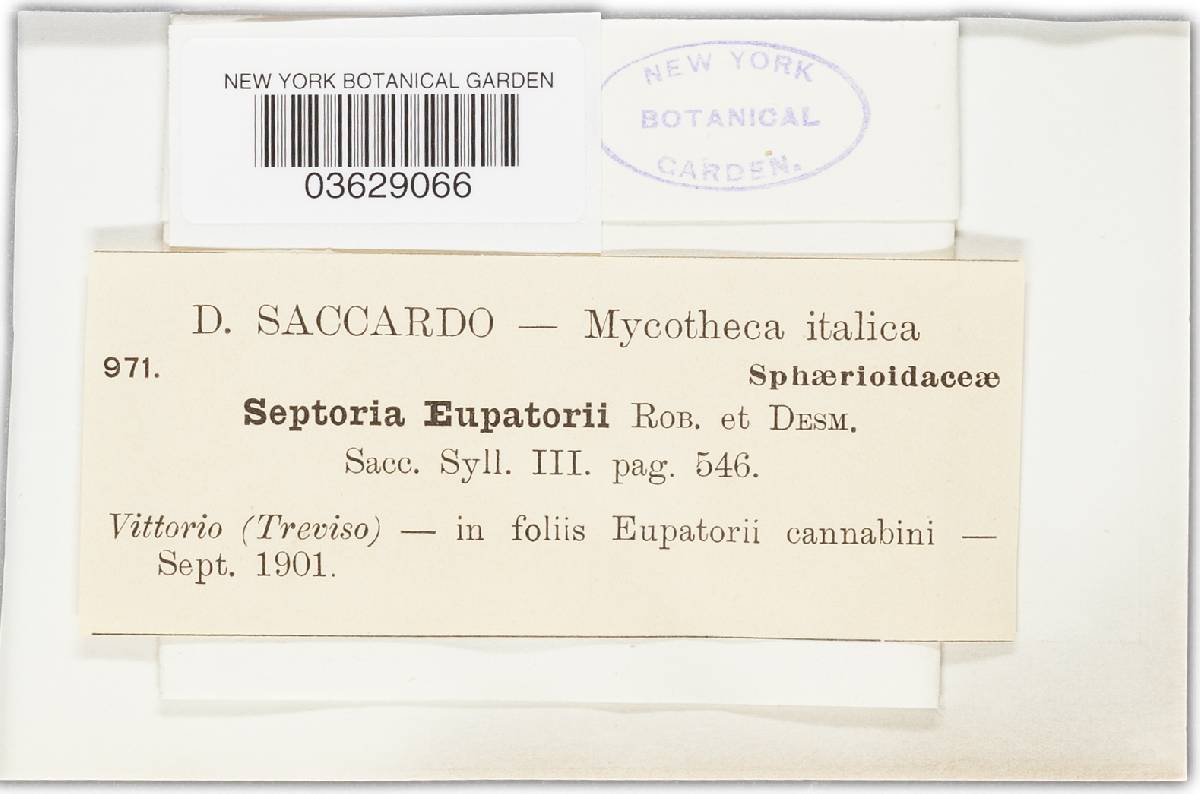 NEW YORK BOTANICAL GARDEN
03629066
NEW YORK
BOTANICAL
GARDEN.
D. SACCARDO — Mycotheca italica
971.
Sphærioidaceæ
Septoria Eupatorii ROB. et DESM.
Sacc. Syll. III. pag. 546.
Vittorio (Treviso) — in foliis Eupatorii cannabini —
Sept. 1901.